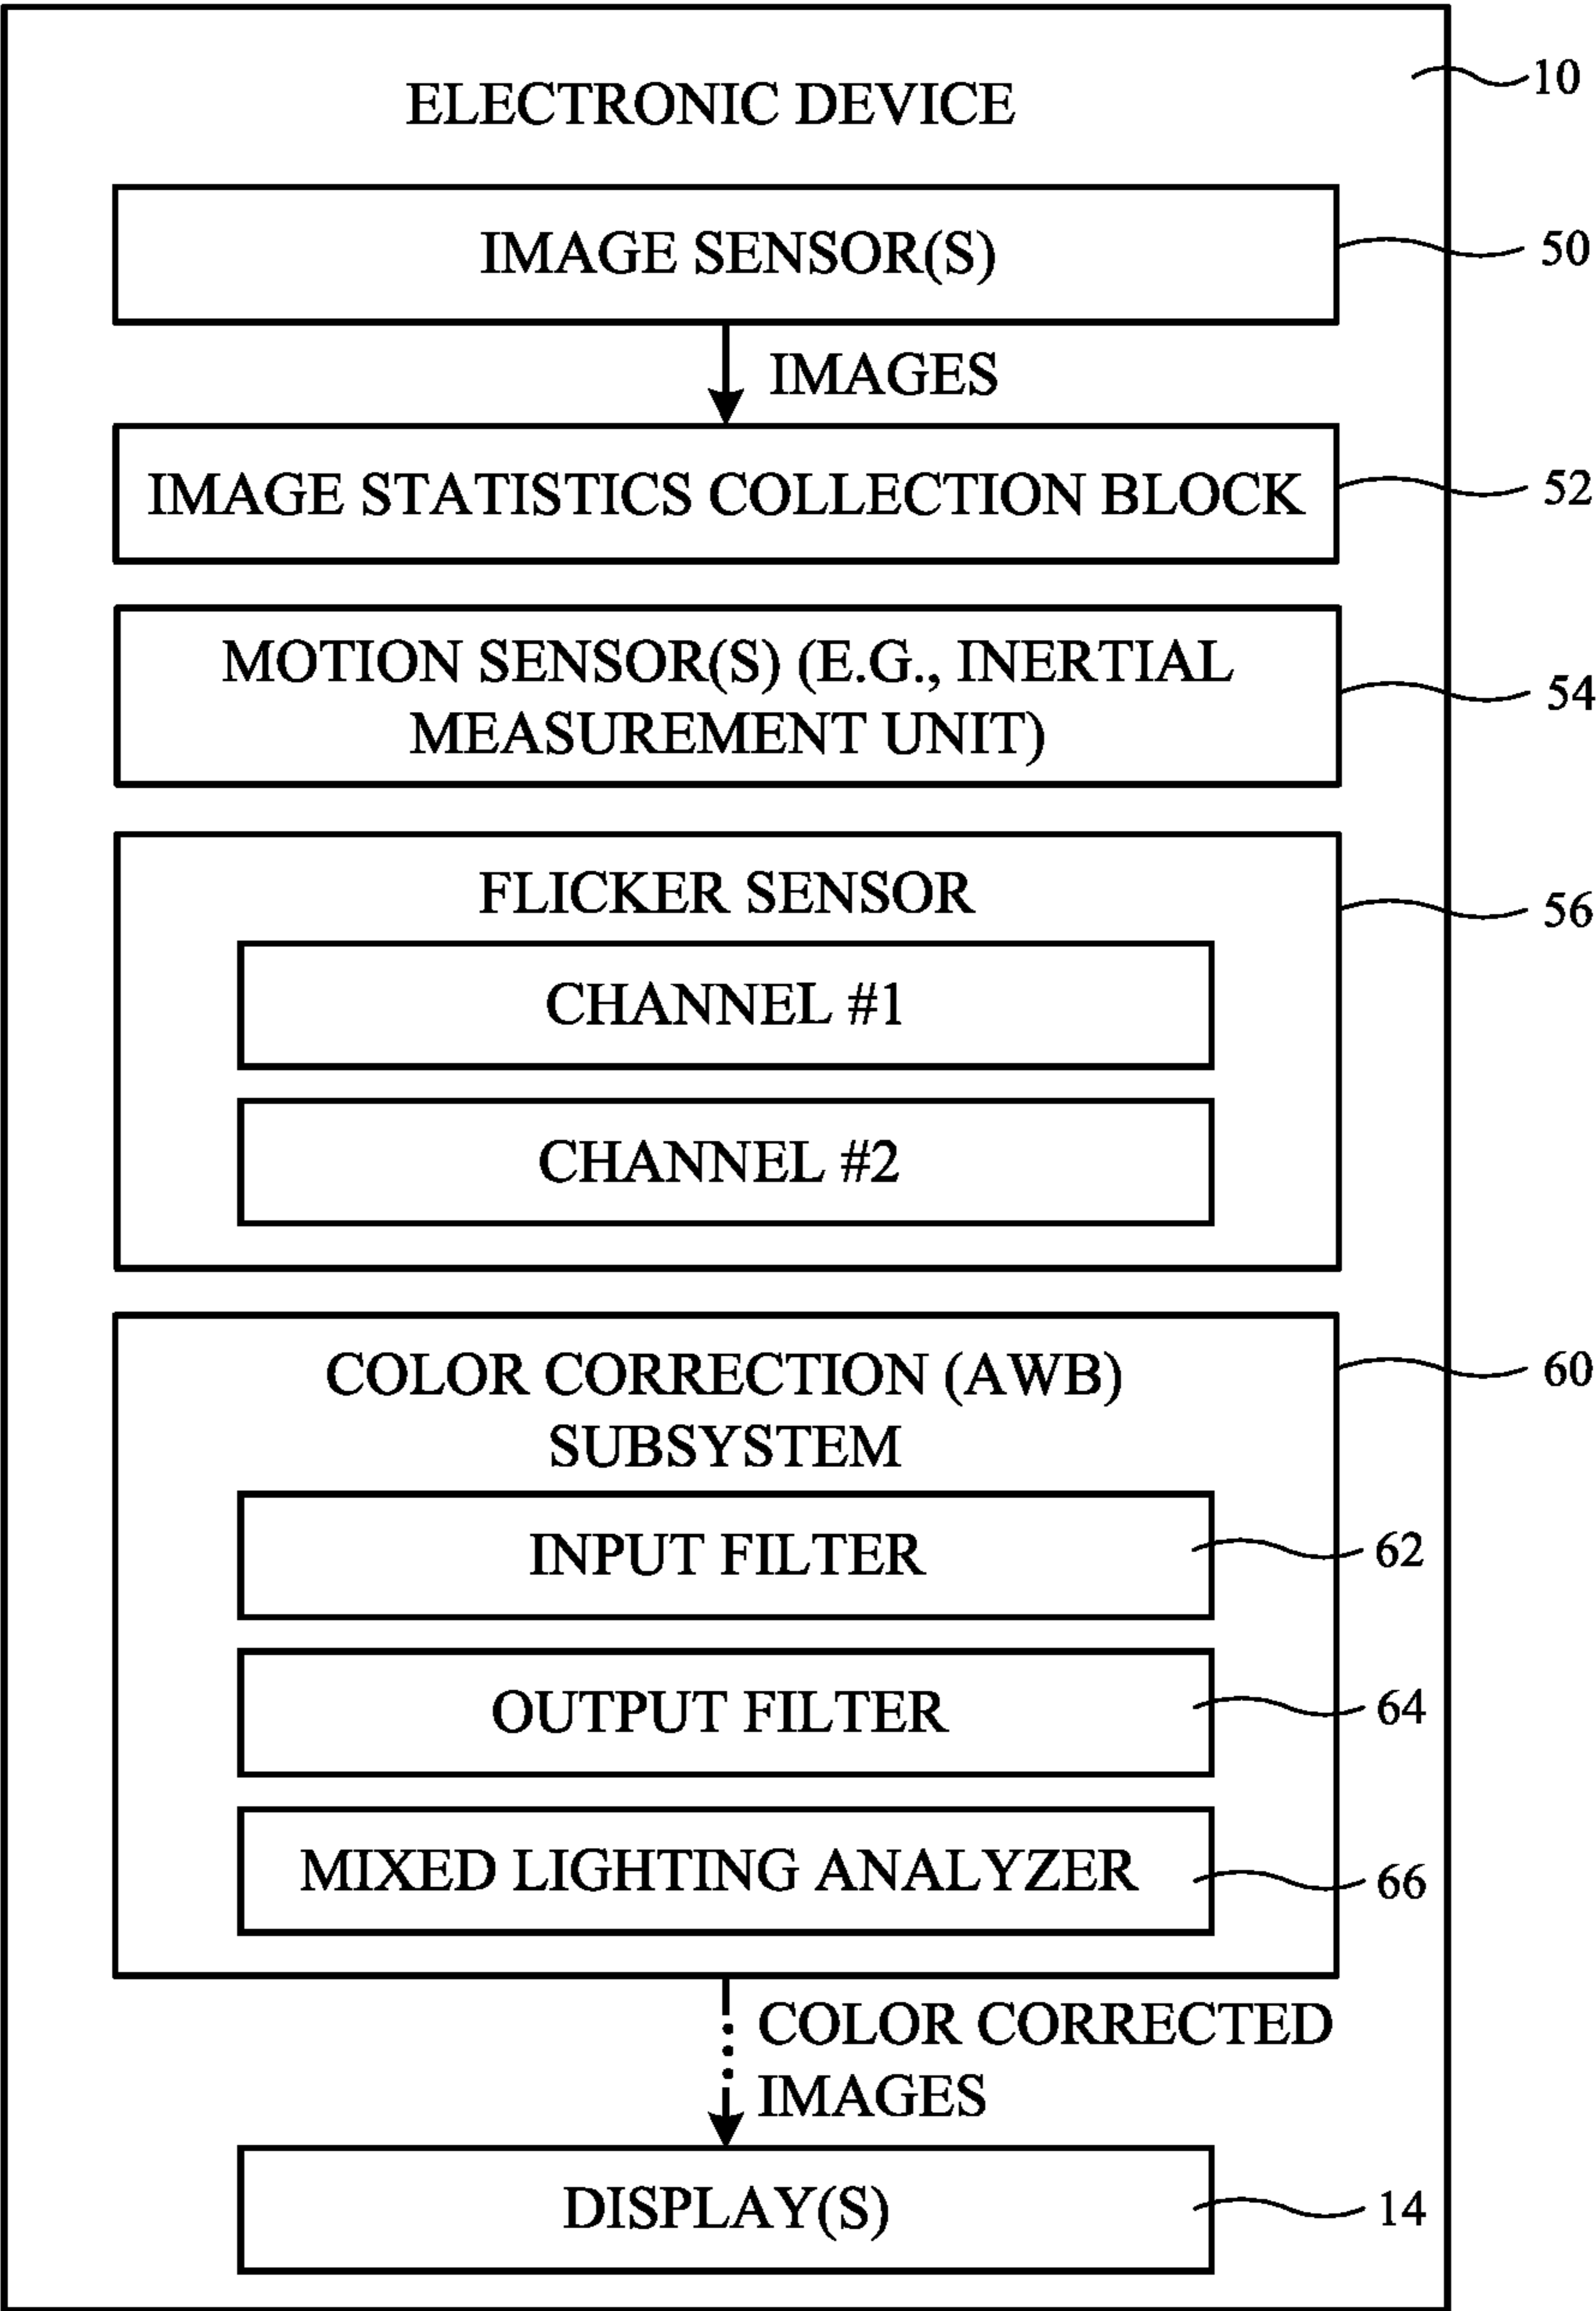 ELECTRONIC DEVICE
10
IMAGE SENSOR(S)
50
IMAGES
IMAGE STATISTICS COLLECTION BLOCK
52
MOTION SENSOR(S) (E.G., INERTIAL
MEASUREMENT UNIT)
54
FLICKER SENSOR
56
CHANNEL #1
CHANNEL #2
COLOR CORRECTION (AWB)
SUBSYSTEM
60
INPUT FILTER
62
OUTPUT FILTER
64
MIXED LIGHTING ANALYZER
66
COLOR CORRECTED
IMAGES
DISPLAY(S)
14